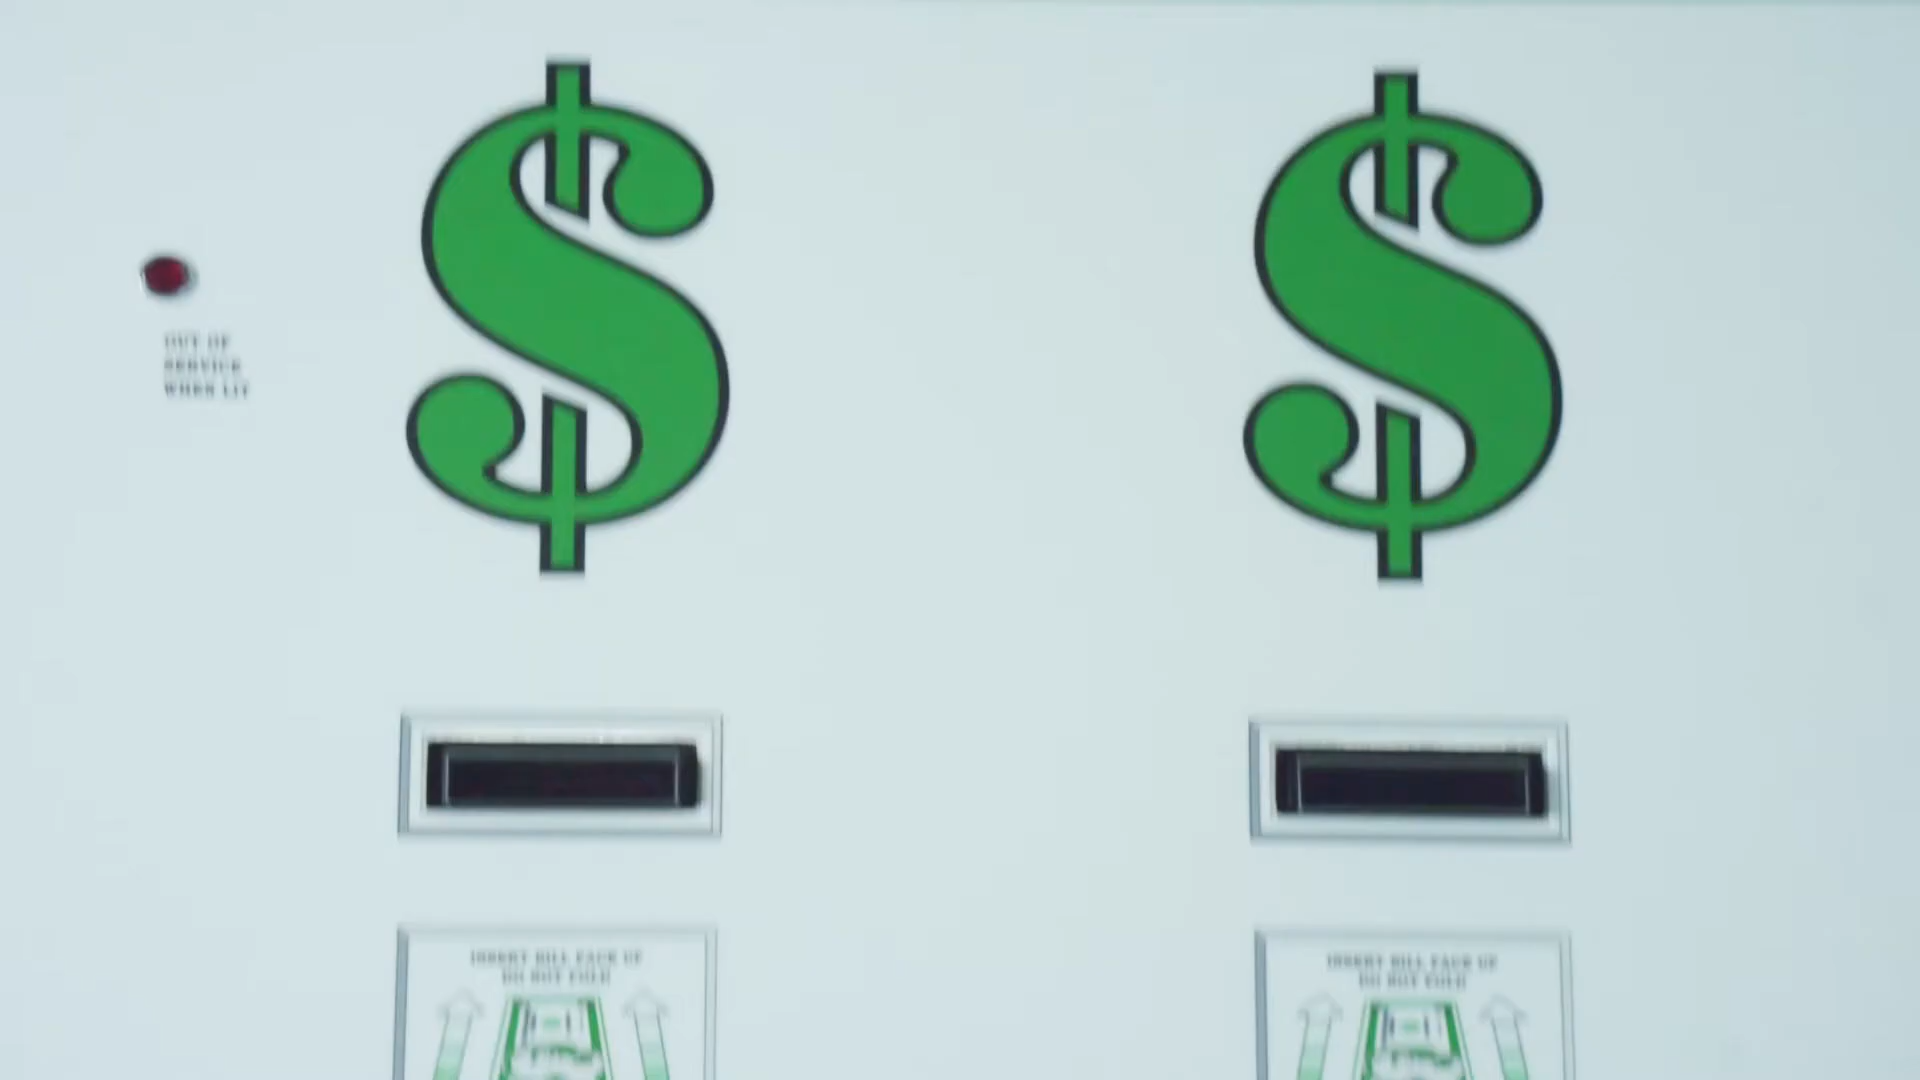 $ $
OUT OF
SERVICE
WHEN LIT
INSERT BILL FACE UP
DO NOT FOLD
INSERT BILL FACE UP
DO NOT FOLD